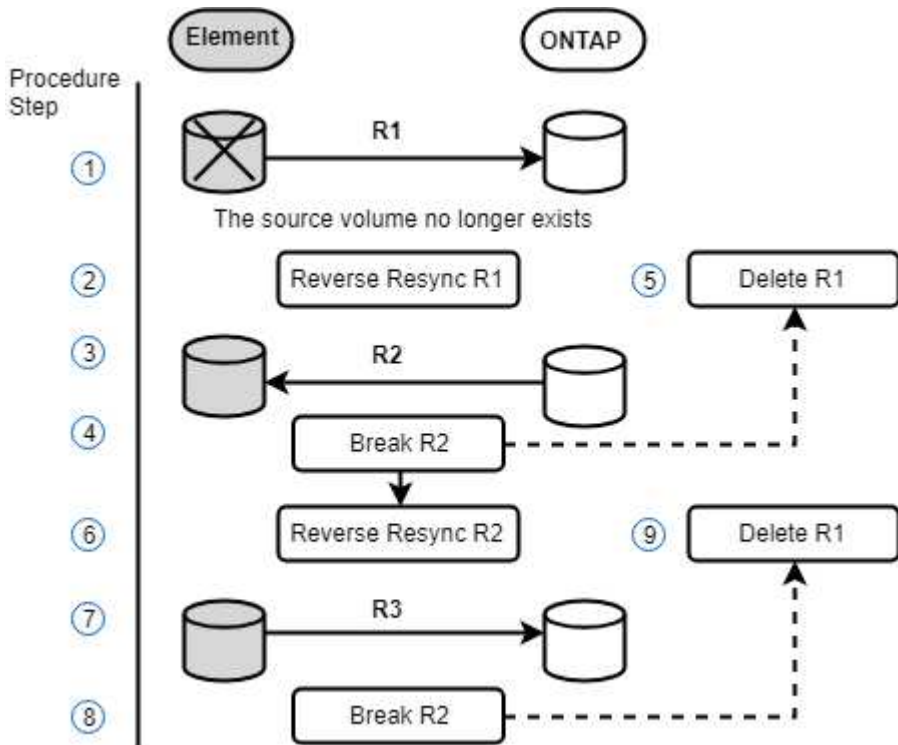 Element
ONTAP
Procedure
Step
R1
1
The source volume no longer exists
2
Reverse Resync R1
5
Delete R1
3
R2
4
Break R2
6
Reverse Resync R2
9
Delete R1
7
R3
8
Break R2